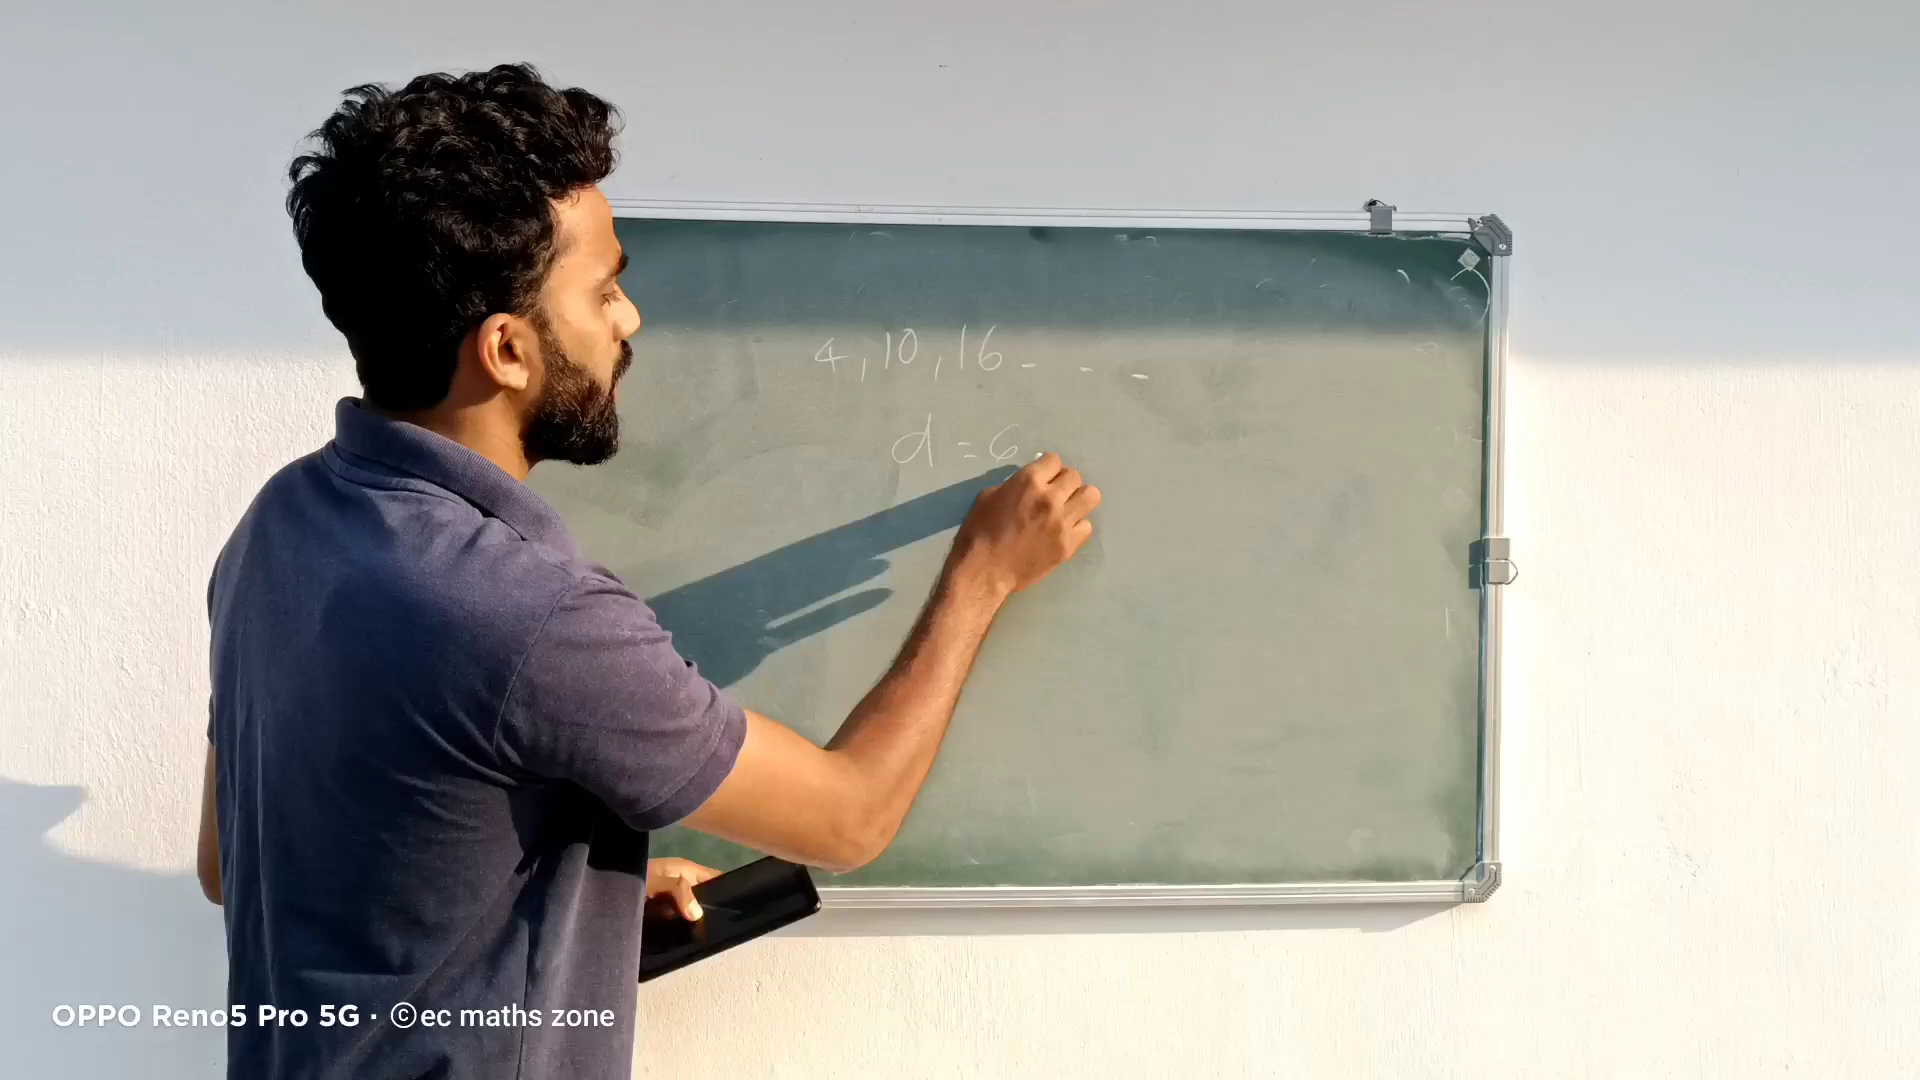 4, 10, 16 - - -
d = 6
OPPO Reno5 Pro 5G · ©ec maths zone